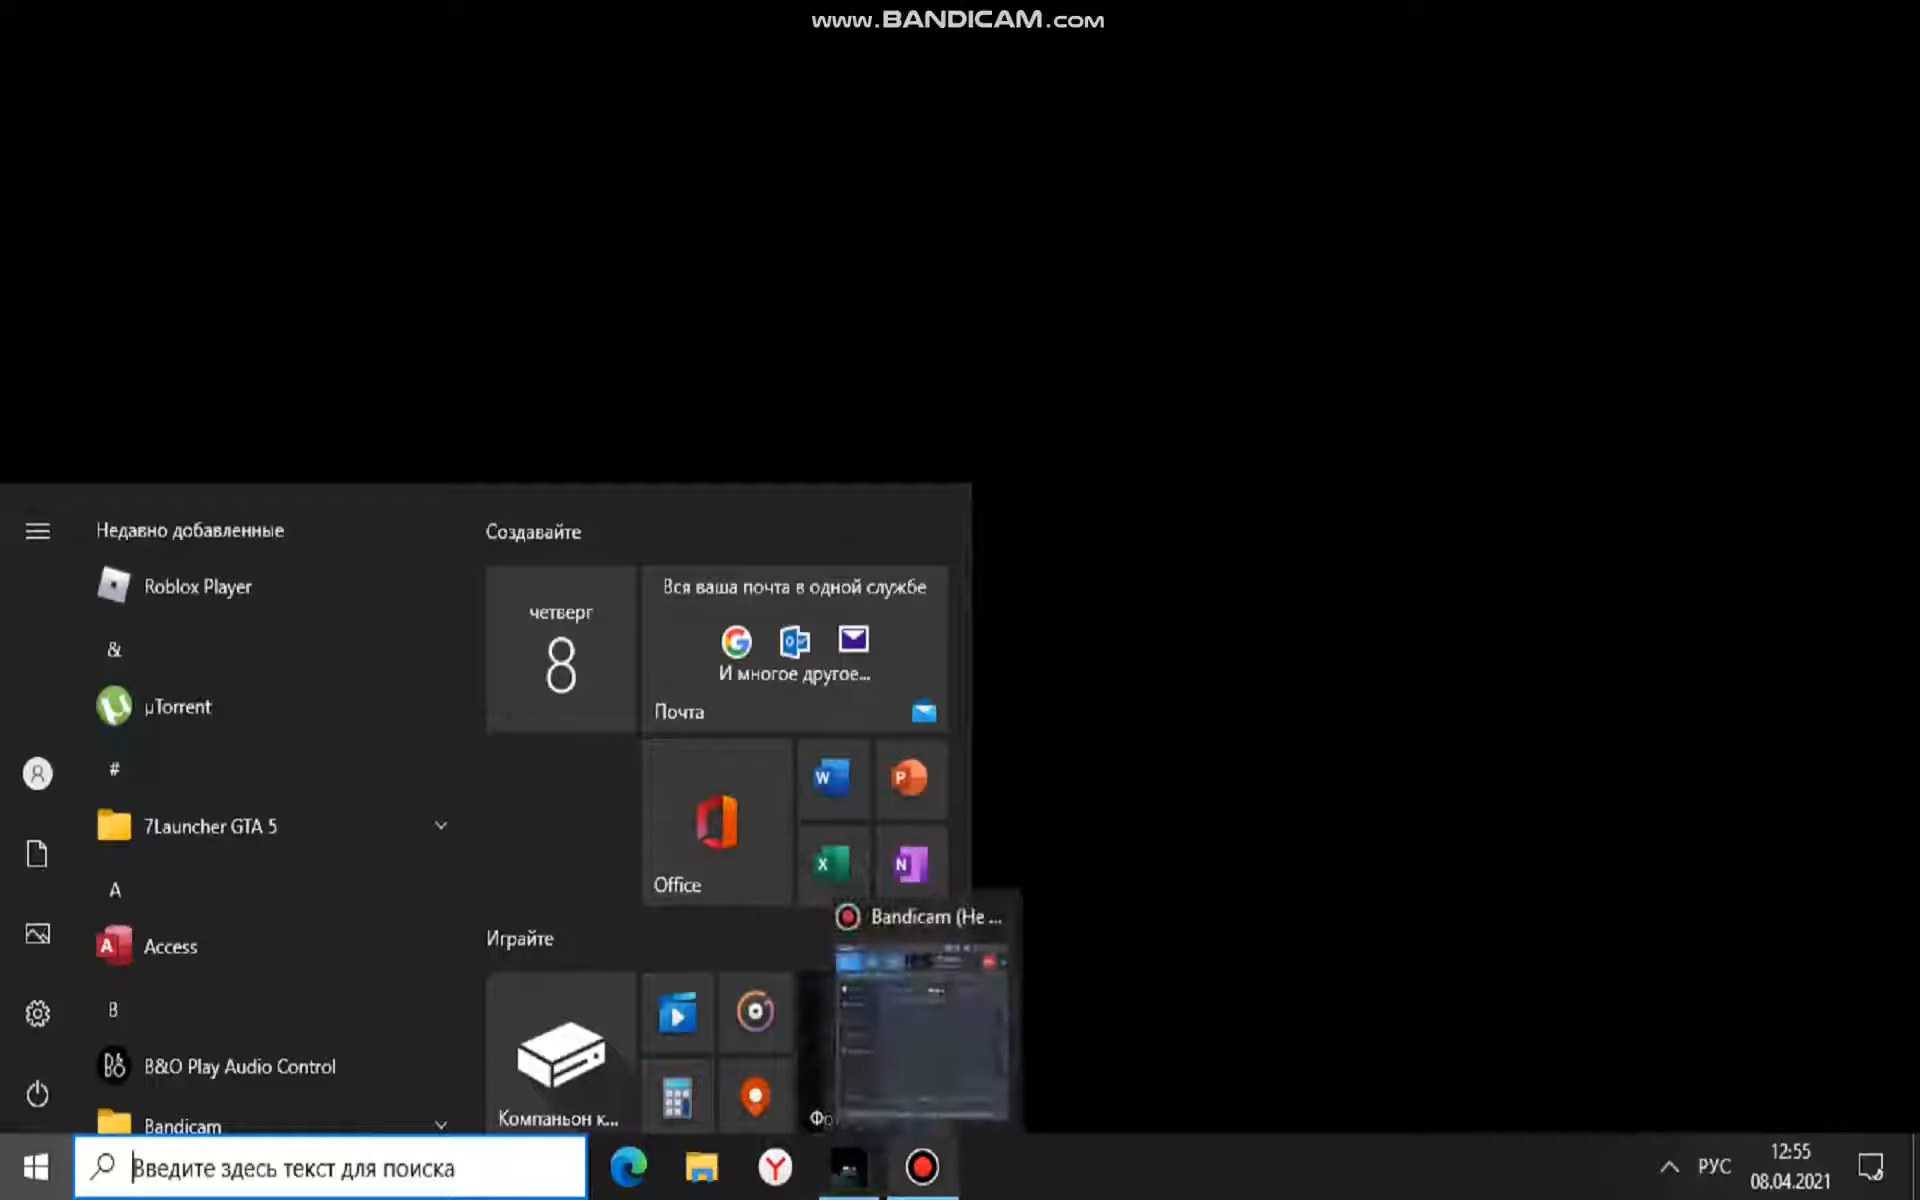 www.BANDICAM.com
Недавно добавленные
Roblox Player
&
µTorrent
#
7Launcher GTA 5
A
Access
B
B&O Play Audio Control
Bandicam
Создавайте
четверг
8
Вся ваша почта в одной службе
И многое другое...
Почта
Office
Играйте
Компаньон к...
Bandicam (Не ...
Введите здесь текст для поиска
РУС
12:55
08.04.2021